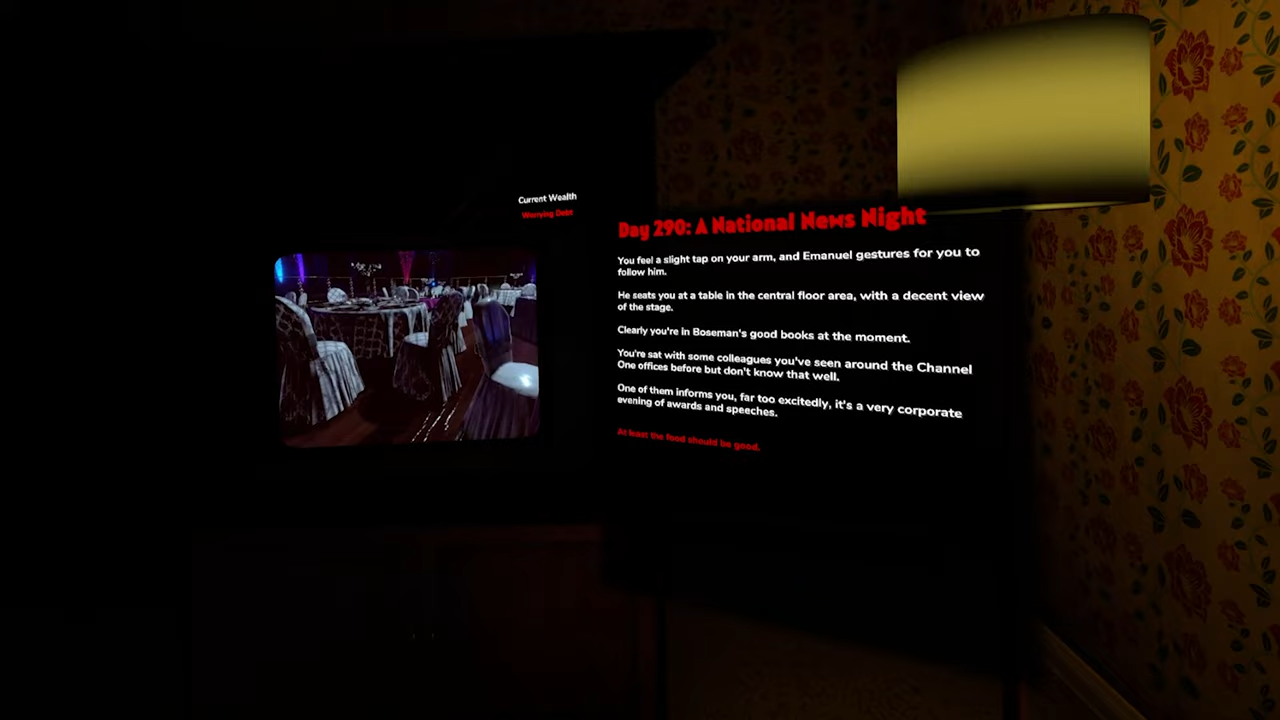 Current Wealth
Worrying Debt
Day 290: A National News Night
You feel a slight tap on your arm, and Emanuel gestures for you to
follow him.
He seats you at a table in the central floor area, with a decent view
of the stage.
Clearly you're in Boseman's good books at the moment.
You're sat with some colleagues you've seen around the Channel
One offices before but don't know that well.
One of them informs you, far too excitedly, it's a very corporate
evening of awards and speeches.
At least the food should be good.